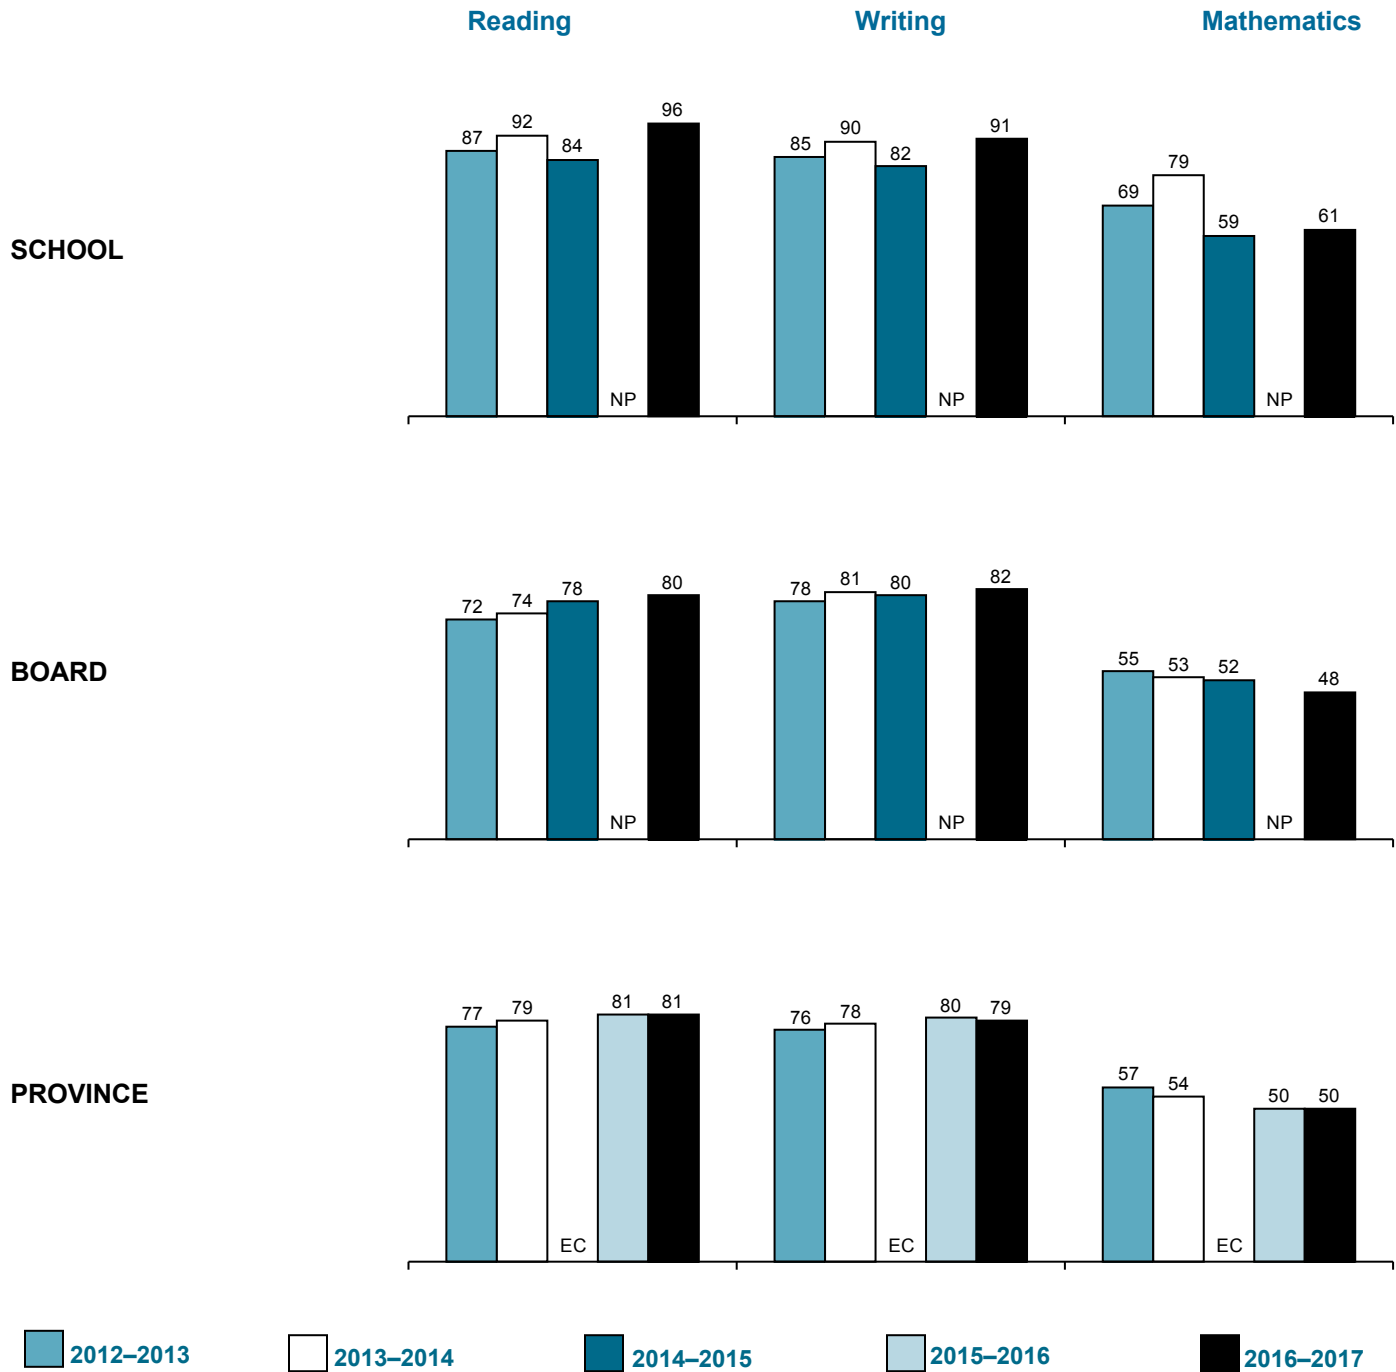 Reading Writing Mathematics
SCHOOL
87 92 84 NP 96 85 90 82 NP 91 69 79 59 NP 61
BOARD
72 74 78 NP 80 78 81 80 NP 82 55 53 52 NP 48
PROVINCE
77 79 EC 81 81 76 78 EC 80 79 57 54 EC 50 50
2012–2013 2013–2014 2014–2015 2015–2016 2016–2017